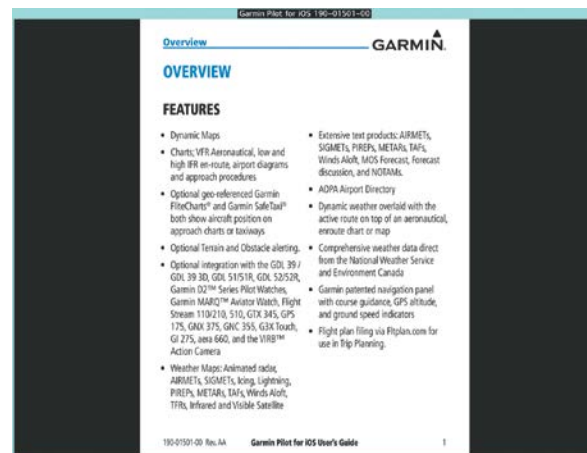 Garmin Pilot for iOS 190-01501-00
Overview
GARMIN.
OVERVIEW
FEATURES
• Dynamic Maps
• Charts; VFR Aeronautical, low and
high IFR en-route, airport diagrams
and approach procedures
• Optional geo-referenced Garmin
FliteCharts® and Garmin SafeTaxi®
both show aircraft position on
approach charts or taxiways
• Optional Terrain and Obstacle alerting.
• Optional integration with the GDL 39 /
GDL 39 3D, GDL 51/51R, GDL 52/52R,
Garmin D2™ Series Pilot Watches,
Garmin MARQ™ Aviator Watch, Flight
Stream 110/210, 510, GTX 345, GPS
175, GNX 375, GNC 355, G3X Touch,
GI 275, aera 660, and the VIRB™
Action Camera
• Weather Maps: Animated radar,
AIRMETs, SIGMETs, Icing, Lightning,
PIREPs, METARs, TAFs, Winds Aloft,
TFRs, Infrared and Visible Satellite
• Extensive text products: AIRMETs,
SIGMETs, PIREPs, METARs, TAFs,
Winds Aloft, MOS Forecast, Forecast
discussion, and NOTAMs.
• AOPA Airport Directory
• Dynamic weather overlaid with the
active route on top of an aeronautical,
enroute chart or map
• Comprehensive weather data direct
from the National Weather Service
and Environment Canada
• Garmin patented navigation panel
with course guidance, GPS altitude,
and ground speed indicators
• Flight plan filing via Fltplan.com for
use in Trip Planning.
190-01501-00 Rev. AA Garmin Pilot for iOS User's Guide 1